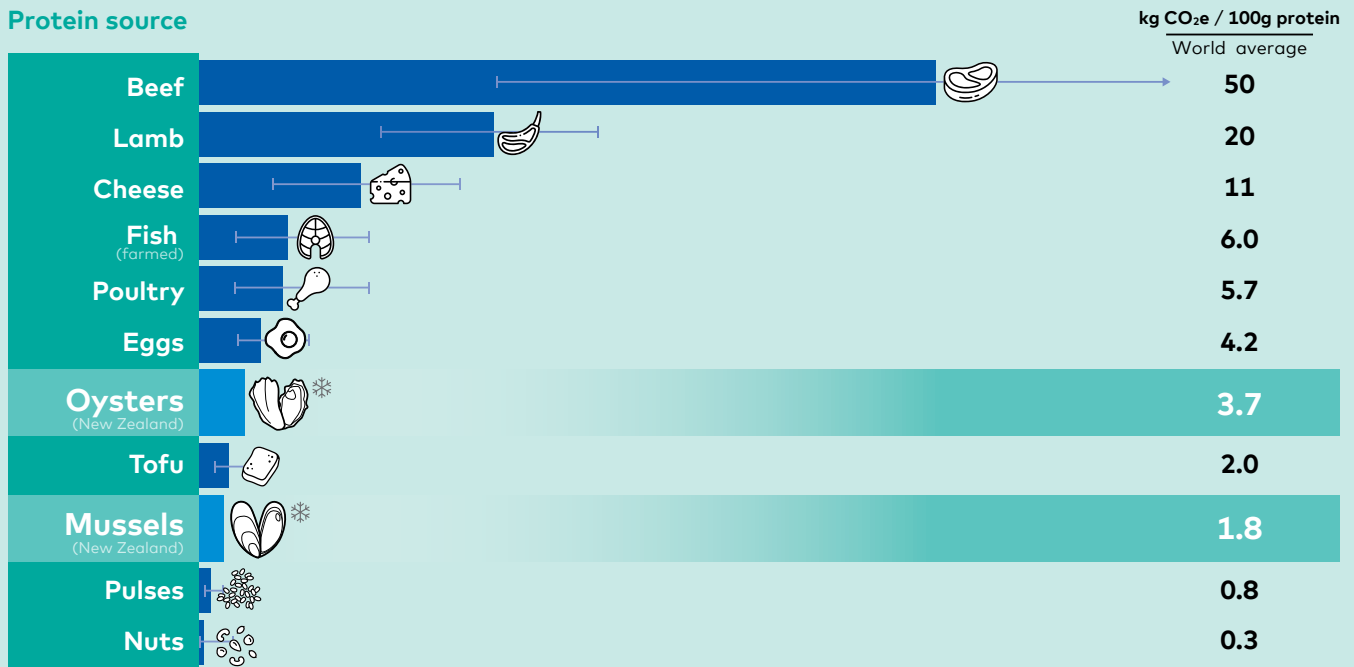 Protein source
kg CO₂e / 100g protein
World average
Beef 50
Lamb 20
Cheese 11
Fish 6.0
(farmed)
Poultry 5.7
Eggs 4.2
Oysters 3.7
(New Zealand)
Tofu 2.0
Mussels 1.8
(New Zealand)
Pulses 0.8
Nuts 0.3